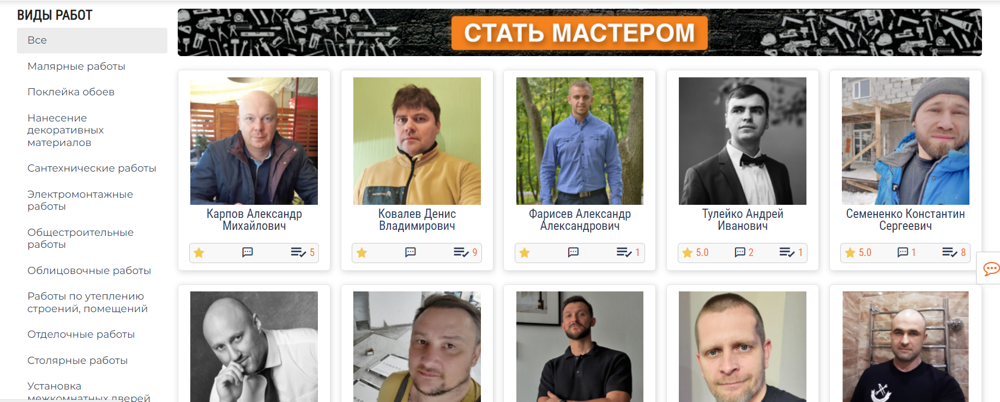 ВИДЫ РАБОТ
Все
Малярные работы
Поклейка обоев
Нанесение
декоративных
материалов
Сантехнические работы
Электромонтажные
работы
Общестроительные
работы
Облицовочные работы
Работы по утеплению
строений, помещений
Отделочные работы
Столярные работы
Установка
межкомнатных дверей
СТАТЬ МАСТЕРОМ
Карпов Александр
Михайлович
5
Ковалев Денис
Владимирович
9
Фарисев Александр
Александрович
1
Тулейко Андрей
Иванович
5.0 2 1
Семененко Константин
Сергеевич
5.0 1 8